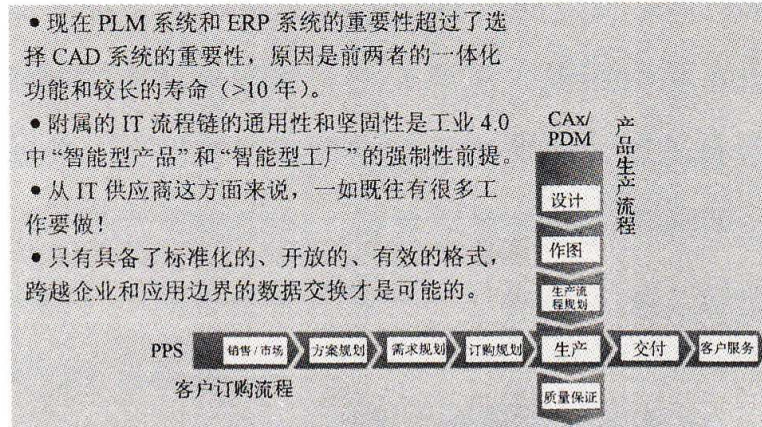 • 现在 PLM 系统和 ERP 系统的重要性超过了选
择 CAD 系统的重要性，原因是前两者的一体化
功能和较长的寿命（>10 年）。
• 附属的 IT 流程链的通用性和坚固性是工业 4.0
中“智能型产品”和“智能型工厂”的强制性前提。
• 从 IT 供应商这方面来说，一如既往有很多工
作要做！
• 只有具备了标准化的、开放的、有效的格式，
跨越企业和应用边界的数据交换才是可能的。
CAx/
PDM
产品生产流程
设计
作图
生产流
程规划
PPS
销售/市场
方案规划
需求规划
订购规划
生产
交付
客户服务
客户订购流程
质量保证